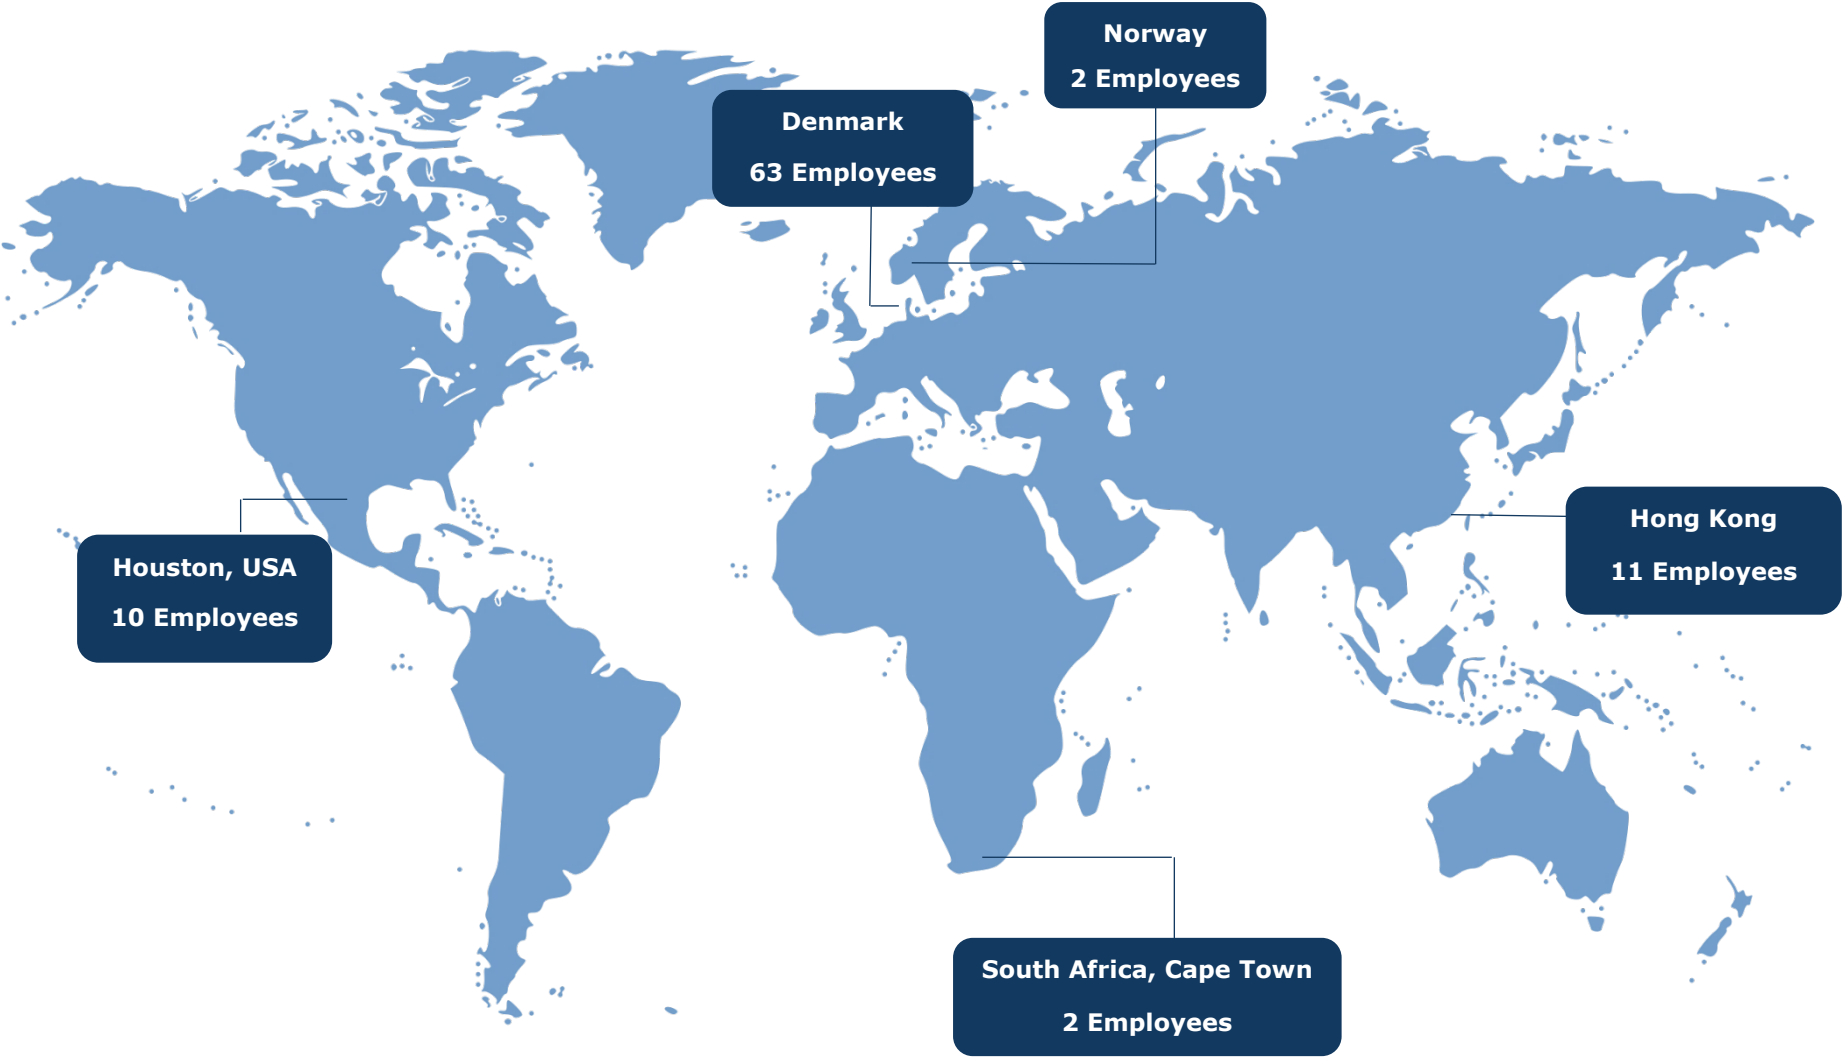 Norway
2 Employees
Denmark
63 Employees
Hong Kong
11 Employees
Houston, USA
10 Employees
South Africa, Cape Town
2 Employees